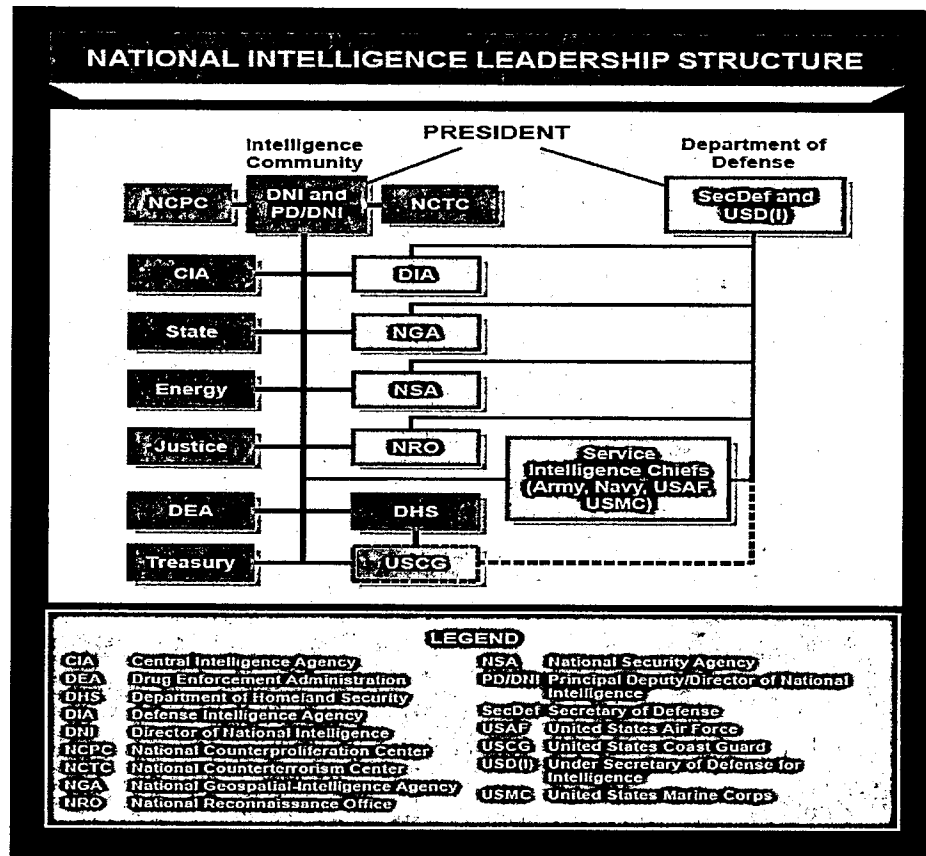 NATIONAL INTELLIGENCE LEADERSHIP STRUCTURE
PRESIDENT
Intelligence
Community
Department of
Defense
NCPC
DNI and
PD/DNI
NCTC
SecDef and
USD(I)
CIA
DIA
State
NGA
Energy
NSA
Justice
NRO
Service
Intelligence Chiefs
(Army, Navy, USAF,
USMC)
DEA
DHS
Treasury
USCG
LEGEND
CIA Central Intelligence Agency
DEA Drug Enforcement Administration
DHS Department of Homeland Security
DIA Defense Intelligence Agency
DNI Director of National Intelligence
NCPC National Counterproliferation Center
NCTC National Counterterrorism Center
NGA National Geospatial-Intelligence Agency
NRO National Reconnaissance Office
NSA National Security Agency
PD/DNI Principal Deputy/Director of National
Intelligence
SecDef Secretary of Defense
USAF United States Air Force
USCG United States Coast Guard
USD(I) Under Secretary of Defense for
Intelligence
USMC United States Marine Corps